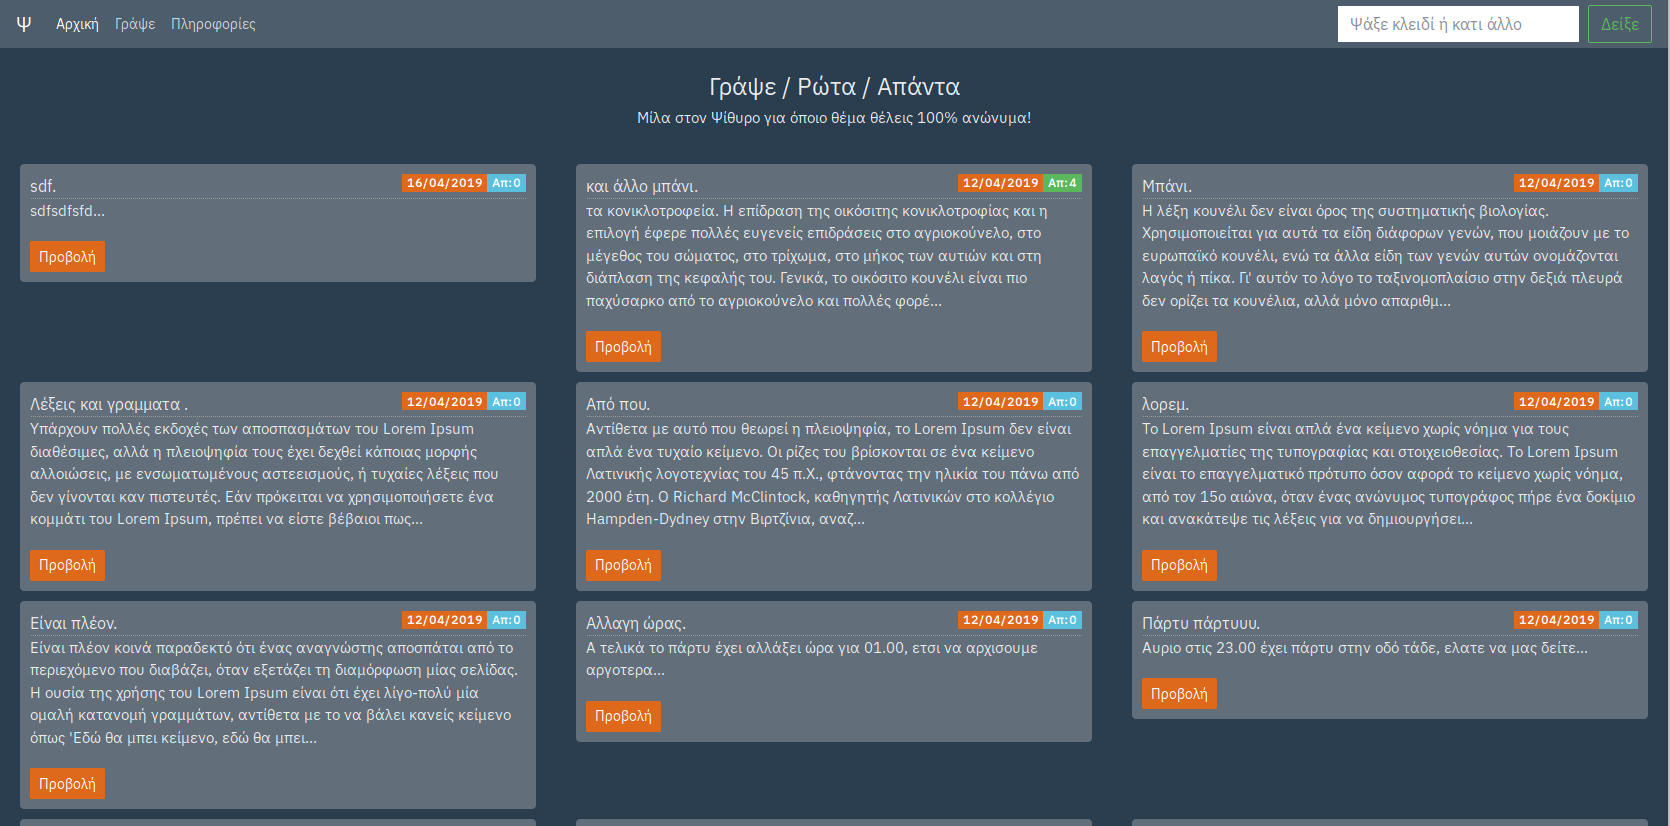 Ψ Αρχική Γράψε Πληροφορίες Ψάξε κλειδί ή κατι άλλο Δείξε
Γράψε / Ρώτα / Απάντα
Μίλα στον Ψίθυρο για όποιο θέμα θέλεις 100% ανώνυμα!
sdf. 16/04/2019 Απ:0
sdfsdfsfd...
Προβολή
και άλλο μπάνι. 12/04/2019 Απ:4
τα κονικλοτροφεία. Η επίδραση της οικόσιτης κονικλοτροφίας και η
επιλογή έφερε πολλές ευγενείς επιδράσεις στο αγριοκούνελο, στο
μέγεθος του σώματος, στο τρίχωμα, στο μήκος των αυτιών και στη
διάπλαση της κεφαλής του. Γενικά, το οικόσιτο κουνέλι είναι πιο
παχύσαρκο από το αγριοκούνελο και πολλές φορέ...
Προβολή
Μπάνι. 12/04/2019 Απ:0
Η λέξη κουνέλι δεν είναι όρος της συστηματικής βιολογίας.
Χρησιμοποιείται για αυτά τα είδη διάφορων γενών, που μοιάζουν με το
ευρωπαϊκό κουνέλι, ενώ τα άλλα είδη των γενών αυτών ονομάζονται
λαγός ή πίκα. Γι' αυτόν το λόγο το ταξινομοπλαίσιο στην δεξιά πλευρά
δεν ορίζει τα κουνέλια, αλλά μόνο απαριθμ...
Προβολή
Λέξεις και γραμματα . 12/04/2019 Απ:0
Υπάρχουν πολλές εκδοχές των αποσπασμάτων του Lorem Ipsum
διαθέσιμες, αλλά η πλειοψηφία τους έχει δεχθεί κάποιας μορφής
αλλοιώσεις, με ενσωματωμένους αστεεισμούς, ή τυχαίες λέξεις που
δεν γίνονται καν πιστευτές. Εάν πρόκειται να χρησιμοποιήσετε ένα
κομμάτι του Lorem Ipsum, πρέπει να είστε βέβαιοι πως...
Προβολή
Από που. 12/04/2019 Απ:0
Αντίθετα με αυτό που θεωρεί η πλειοψηφία, το Lorem Ipsum δεν είναι
απλά ένα τυχαίο κείμενο. Οι ρίζες του βρίσκονται σε ένα κείμενο
Λατινικής λογοτεχνίας του 45 π.Χ., φτάνοντας την ηλικία του πάνω από
2000 έτη. Ο Richard McClintock, καθηγητής Λατινικών στο κολλέγιο
Hampden-Dydney στην Βιρτζίνια, αναζ...
Προβολή
λορεμ. 12/04/2019 Απ:0
Το Lorem Ipsum είναι απλά ένα κείμενο χωρίς νόημα για τους
επαγγελματίες της τυπογραφίας και στοιχειοθεσίας. Το Lorem Ipsum
είναι το επαγγελματικό πρότυπο όσον αφορά το κείμενο χωρίς νόημα,
από τον 15ο αιώνα, όταν ένας ανώνυμος τυπογράφος πήρε ένα δοκίμιο
και ανακάτεψε τις λέξεις για να δημιουργήσει...
Προβολή
Είναι πλέον. 12/04/2019 Απ:0
Είναι πλέον κοινά παραδεκτό ότι ένας αναγνώστης αποσπάται από το
περιεχόμενο που διαβάζει, όταν εξετάζει τη διαμόρφωση μίας σελίδας.
Η ουσία της χρήσης του Lorem Ipsum είναι ότι έχει λίγο-πολύ μία
ομαλή κατανομή γραμμάτων, αντίθετα με το να βάλει κανείς κείμενο
όπως 'Εδώ θα μπει κείμενο, εδώ θα μπει...
Προβολή
Αλλαγη ώρας. 12/04/2019 Απ:0
Α τελικά το πάρτυ έχει αλλάξει ώρα για 01.00, ετσι να αρχισουμε
αργοτερα...
Προβολή
Πάρτυ πάρτυυυ. 12/04/2019 Απ:0
Αυριο στις 23.00 έχει πάρτυ στην οδό τάδε, ελατε να μας δείτε...
Προβολή